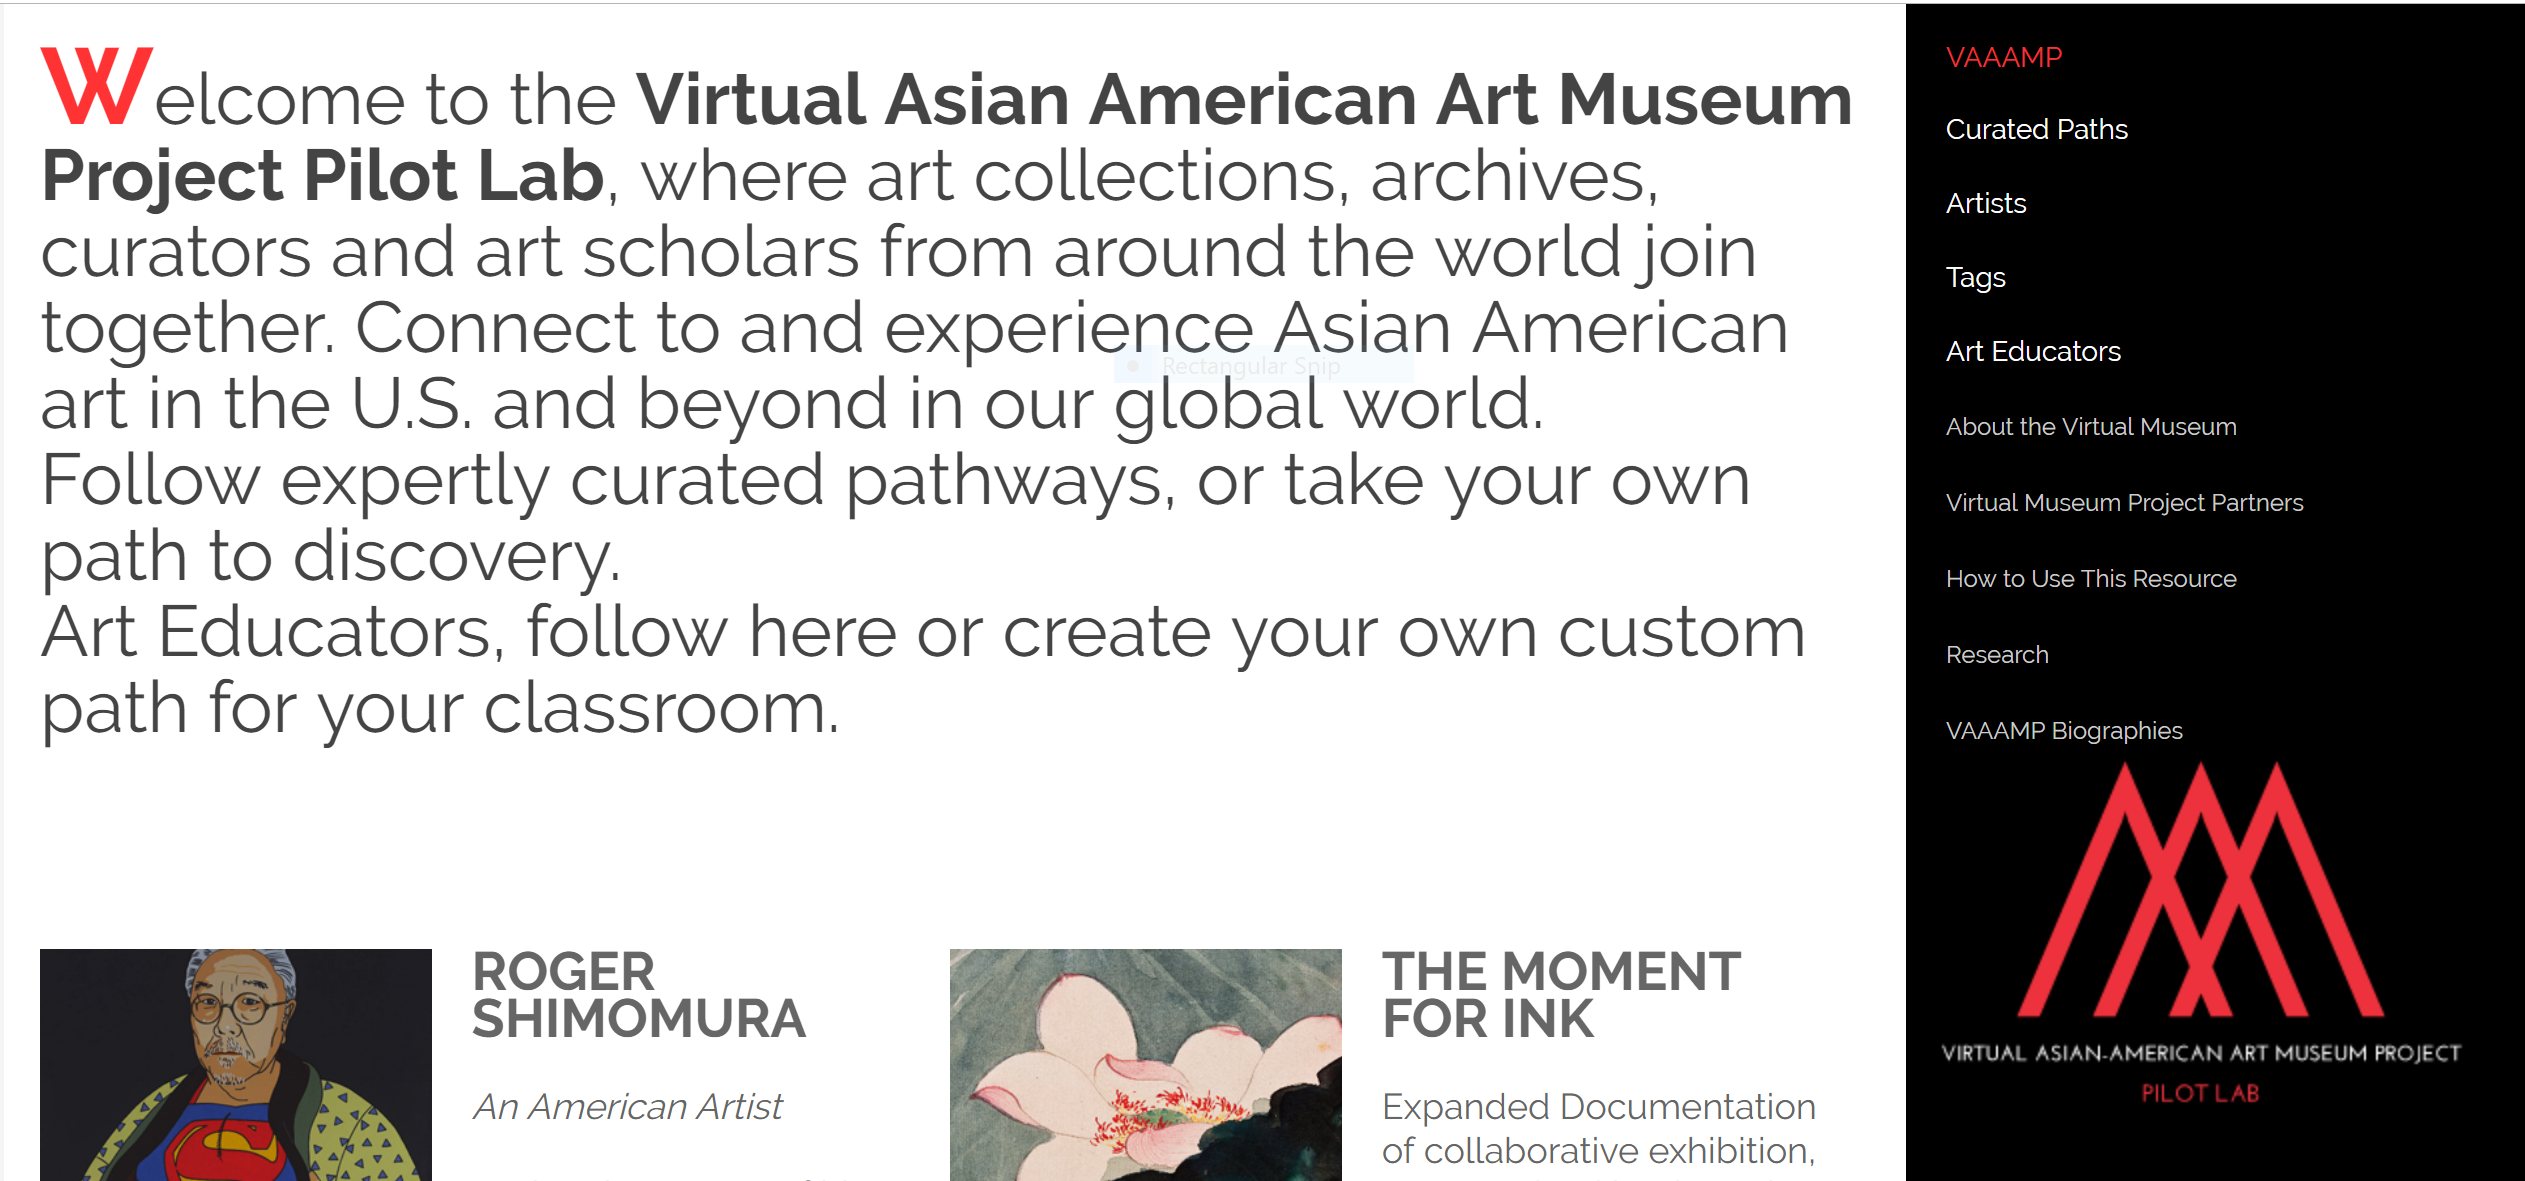 Welcome to the Virtual Asian American Art Museum
Project Pilot Lab, where art collections, archives,
curators and art scholars from around the world join
together. Connect to and experience Asian American
art in the U.S. and beyond in our global world.
Follow expertly curated pathways, or take your own
path to discovery.
Art Educators, follow here or create your own custom
path for your classroom.
Rectangular Snip
ROGER
SHIMOMURA
An American Artist
THE MOMENT
FOR INK
Expanded Documentation
of collaborative exhibition,
VAAAMP
Curated Paths
Artists
Tags
Art Educators
About the Virtual Museum
Virtual Museum Project Partners
How to Use This Resource
Research
VAAAMP Biographies
VIRTUAL ASIAN-AMERICAN ART MUSEUM PROJECT
PILOT LAB